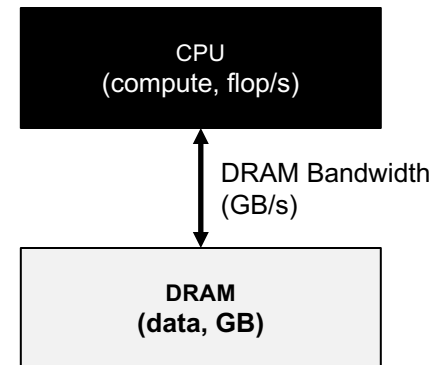 CPU
(compute, flop/s)
DRAM Bandwidth
(GB/s)
DRAM
(data, GB)